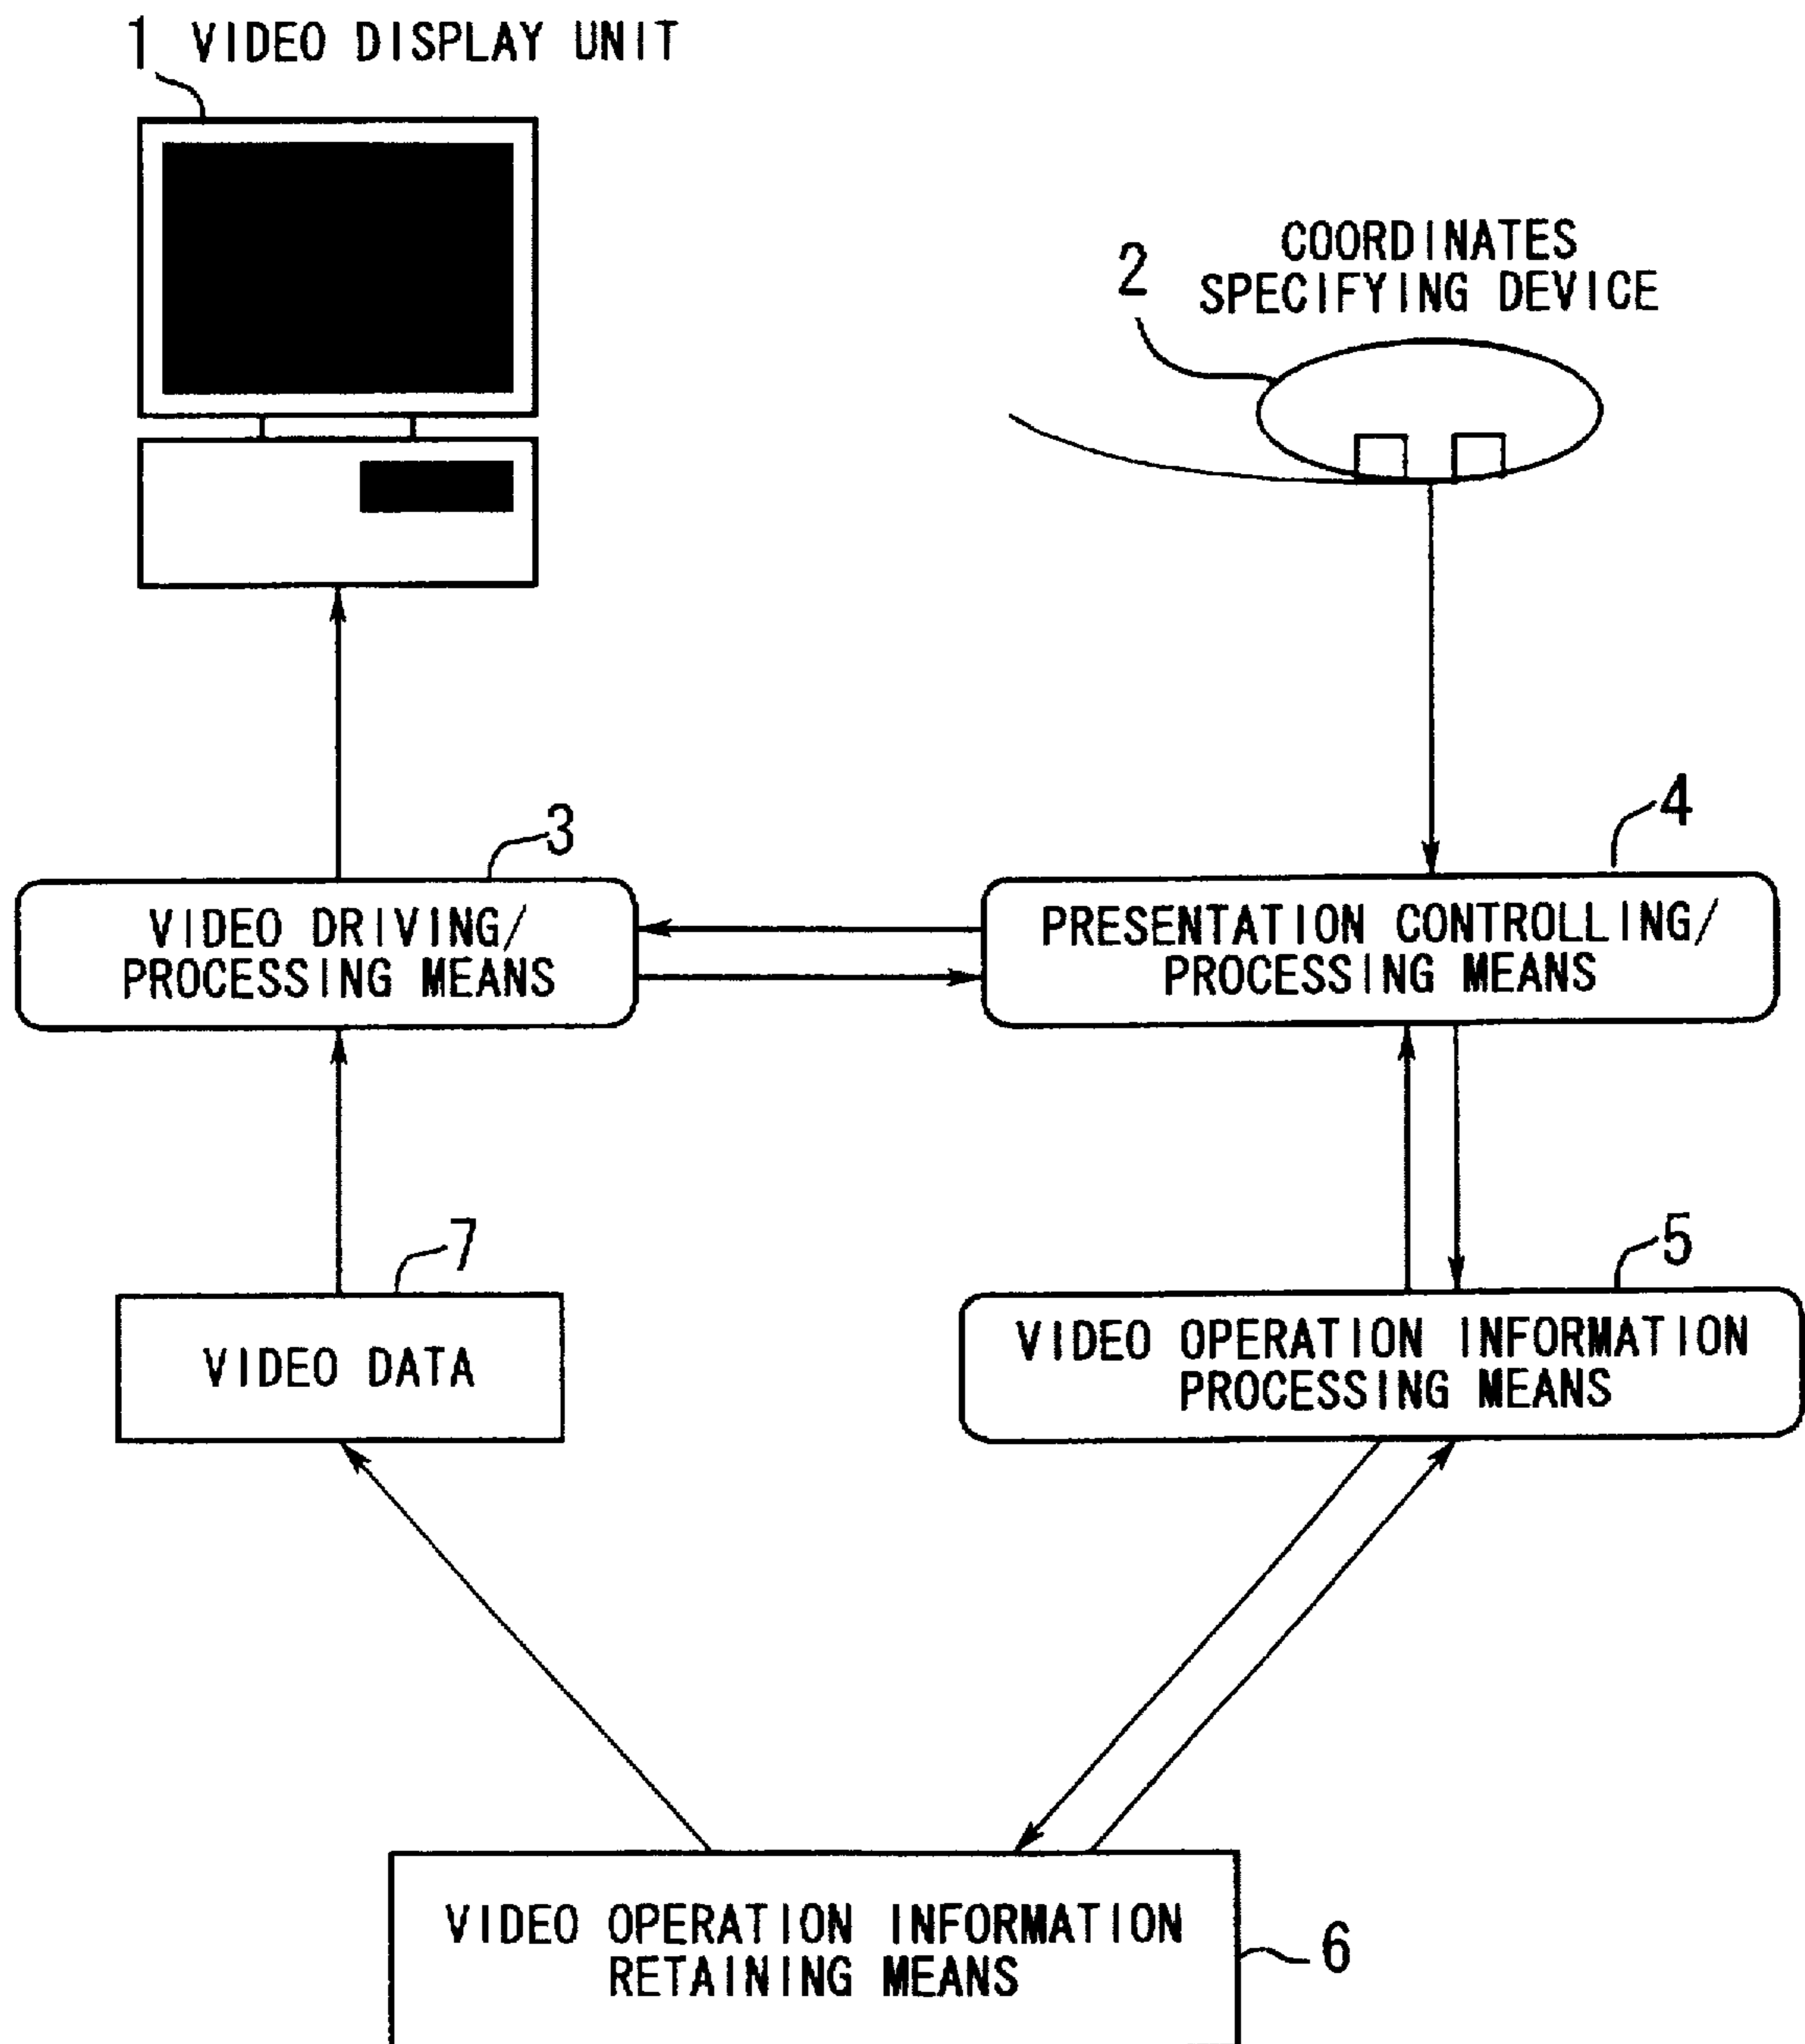 1 VIDEO DISPLAY UNIT
2 COORDINATES
SPECIFYING DEVICE
3
VIDEO DRIVING/
PROCESSING MEANS
4
PRESENTATION CONTROLLING/
PROCESSING MEANS
7
VIDEO DATA
5
VIDEO OPERATION INFORMATION
PROCESSING MEANS
VIDEO OPERATION INFORMATION
RETAINING MEANS
6